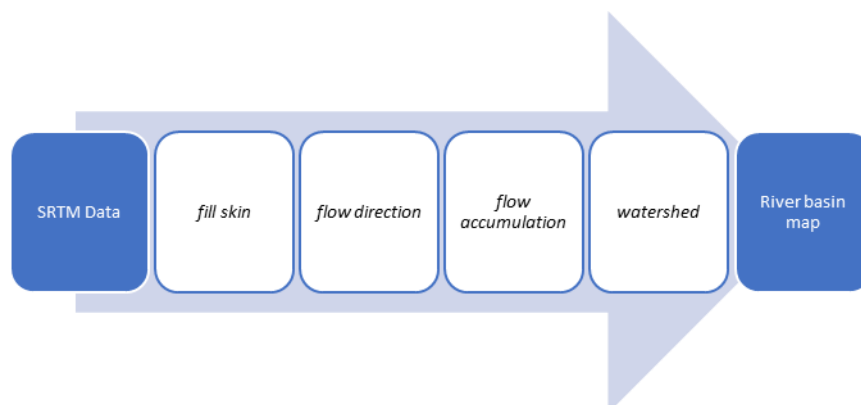 SRTM Data
fill skin
flow direction
flow
accumulation
watershed
River basin
map